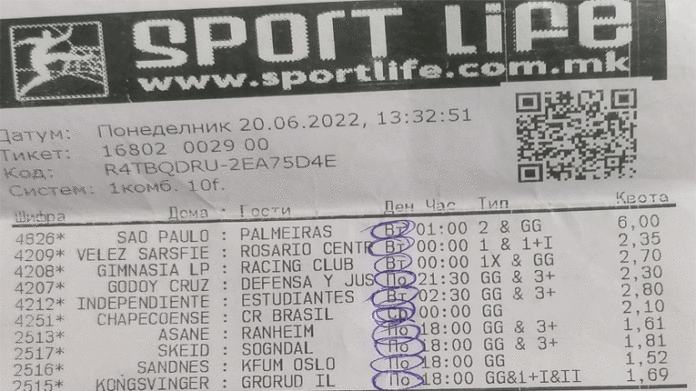 SPORT LIFE
www.sportlife.com.mk
Датум: Понеделник 20.06.2022, 13:32:51
Тикет: 16802 0029 00
Код: R4TBQDRU-2EA75D4E
Систем: 1комб. 10f.
Шифра Дома : Гости Ден Час Тип Квота
4826* SAO PAULO : PALMEIRAS Вт 01:00 2 & GG 6,00
4209* VELEZ SARSFIE : ROSARIO CENTR Вт 00:00 1 & 1+I 2,35
4208* GIMNASIA LP : RACING CLUB Вт 00:00 1X & GG 2,70
4207* GODOY CRUZ : DEFENSA Y JUS По 21:30 GG & 3+ 2,30
4212* INDEPENDIENTE : ESTUDIANTES Вт 02:30 GG & 3+ 2,80
4251* CHAPECOENSE : CR BRASIL Ср 00:00 GG 2,10
2513* ASANE : RANHEIM По 18:00 GG & 3+ 1,61
2517* SKEID : SOGNDAL По 18:00 GG & 3+ 1,81
2516* SANDNES : KFUM OSLO По 18:00 GG 1,52
2515* KONGSVINGER : GRORUD IL По 18:00 GG&1+I&II 1,69